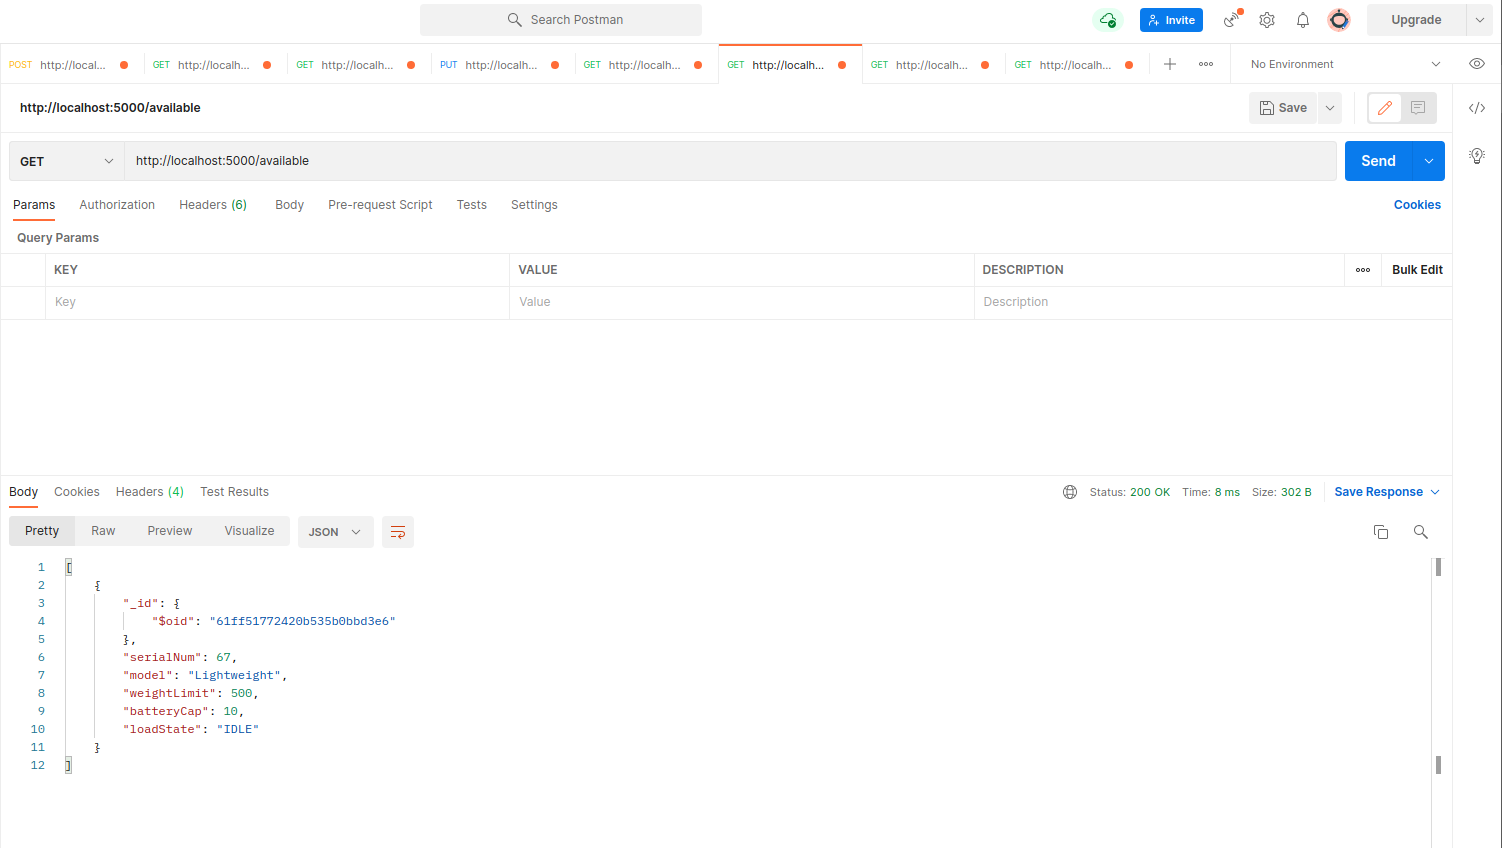 Search Postman
Invite
Upgrade
POST http://local...
GET http://localh...
GET http://localh...
PUT http://localh...
GET http://localh...
GET http://localh...
GET http://localh...
GET http://localh...
No Environment
http://localhost:5000/available
Save
GET
http://localhost:5000/available
Send
Params Authorization Headers (6) Body Pre-request Script Tests Settings Cookies
Query Params
KEY VALUE DESCRIPTION Bulk Edit
Key Value Description
Body Cookies Headers (4) Test Results Status: 200 OK Time: 8 ms Size: 302 B Save Response
Pretty Raw Preview Visualize JSON
1 [
2 {
3 "_id": {
4 "$oid": "61ff51772420b535b0bbd3e6"
5 },
6 "serialNum": 67,
7 "model": "Lightweight",
8 "weightLimit": 500,
9 "batteryCap": 10,
10 "loadState": "IDLE"
11 }
12 ]